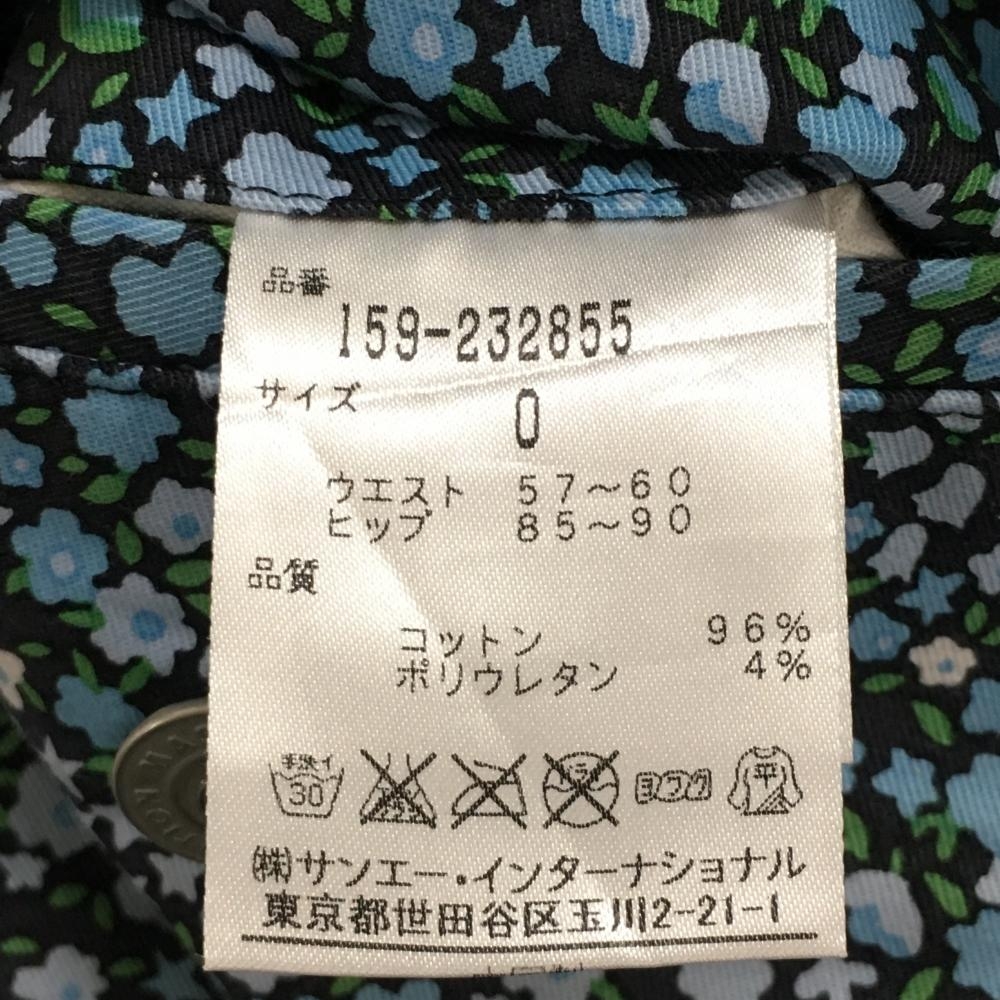 品番
159-232855
サイズ
0
ウエスト 57～60
ヒップ 85～90
品質
コットン 96%
ポリウレタン 4%
手洗イ
30
ヨワク
平
㈱サンエー・インターナショナル
東京都世田谷区玉川2-21-1